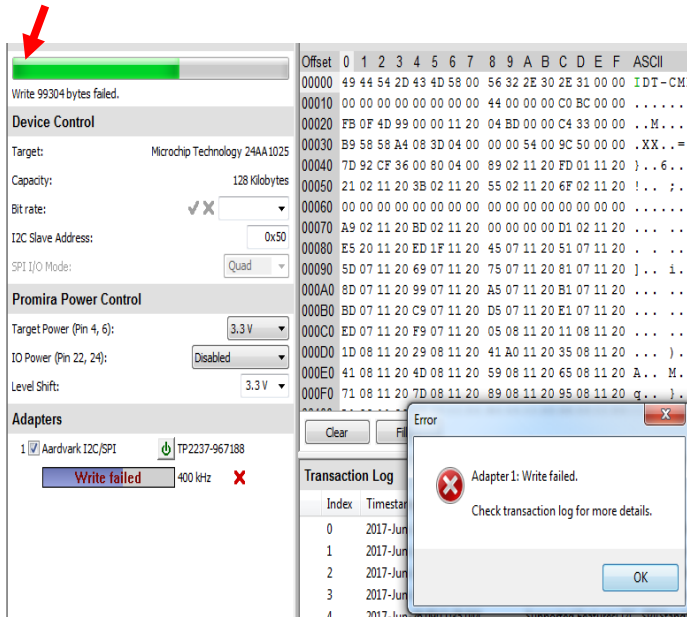 Write 99304 bytes failed.
Device Control
Target: Microchip Technology 24AA1025
Capacity: 128 Kilobytes
Bit rate:
I2C Slave Address: 0x50
SPI I/O Mode: Quad
Promira Power Control
Target Power (Pin 4, 6): 3.3 V
IO Power (Pin 22, 24): Disabled
Level Shift: 3.3 V
Adapters
1 Aardvark I2C/SPI TP2237-967188
Write failed 400 kHz
Offset 0 1 2 3 4 5 6 7 8 9 A B C D E F ASCII
00000 49 44 54 2D 43 4D 58 00 56 32 2E 30 2E 31 00 00 IDT-CM
00010 00 00 00 00 00 00 00 00 44 00 00 00 C0 BC 00 00 ......
00020 FB 0F 4D 99 00 00 11 20 04 BD 00 00 C4 33 00 00 ..M...
00030 B9 58 58 A4 08 3D 04 00 00 00 54 00 9C 50 00 00 .XX..=
00040 7D 92 CF 36 00 80 04 00 89 02 11 20 FD 01 11 20 }..6..
00050 21 02 11 20 3B 02 11 20 55 02 11 20 6F 02 11 20 !.. ;.
00060 00 00 00 00 00 00 00 00 00 00 00 00 00 00 00 00 ......
00070 A9 02 11 20 BD 02 11 20 00 00 00 00 D1 02 11 20 ... ..
00080 E5 20 11 20 ED 1F 11 20 45 07 11 20 51 07 11 20 . . ..
00090 5D 07 11 20 69 07 11 20 75 07 11 20 81 07 11 20 ].. i.
000A0 8D 07 11 20 99 07 11 20 A5 07 11 20 B1 07 11 20 ... ..
000B0 BD 07 11 20 C9 07 11 20 D5 07 11 20 E1 07 11 20 ... ..
000C0 ED 07 11 20 F9 07 11 20 05 08 11 20 11 08 11 20 ... ..
000D0 1D 08 11 20 29 08 11 20 41 A0 11 20 35 08 11 20 ... ).
000E0 41 08 11 20 4D 08 11 20 59 08 11 20 65 08 11 20 A.. M.
000F0 71 08 11 20 7D 08 11 20 89 08 11 20 95 08 11 20 q.. }.
Clear
Error
Adapter 1: Write failed.
Check transaction log for more details.
OK
Transaction Log
Index
0 2017-Jun
1 2017-Jun
2 2017-Jun
3 2017-Jun